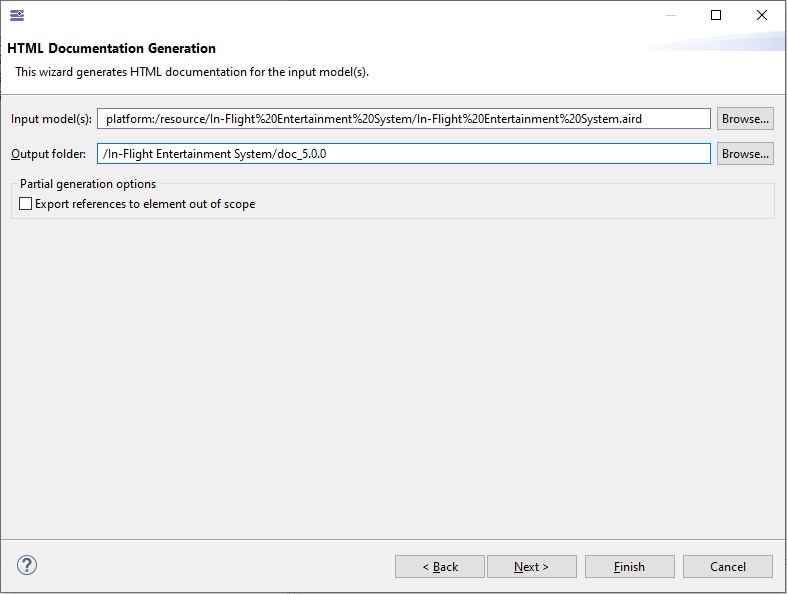 HTML Documentation Generation
This wizard generates HTML documentation for the input model(s).
Input model(s): platform:/resource/In-Flight%20Entertainment%20System/In-Flight%20Entertainment%20System.aird Browse...
Output folder: /In-Flight Entertainment System/doc_5.0.0 Browse...
Partial generation options
Export references to element out of scope
? < Back Next > Finish Cancel